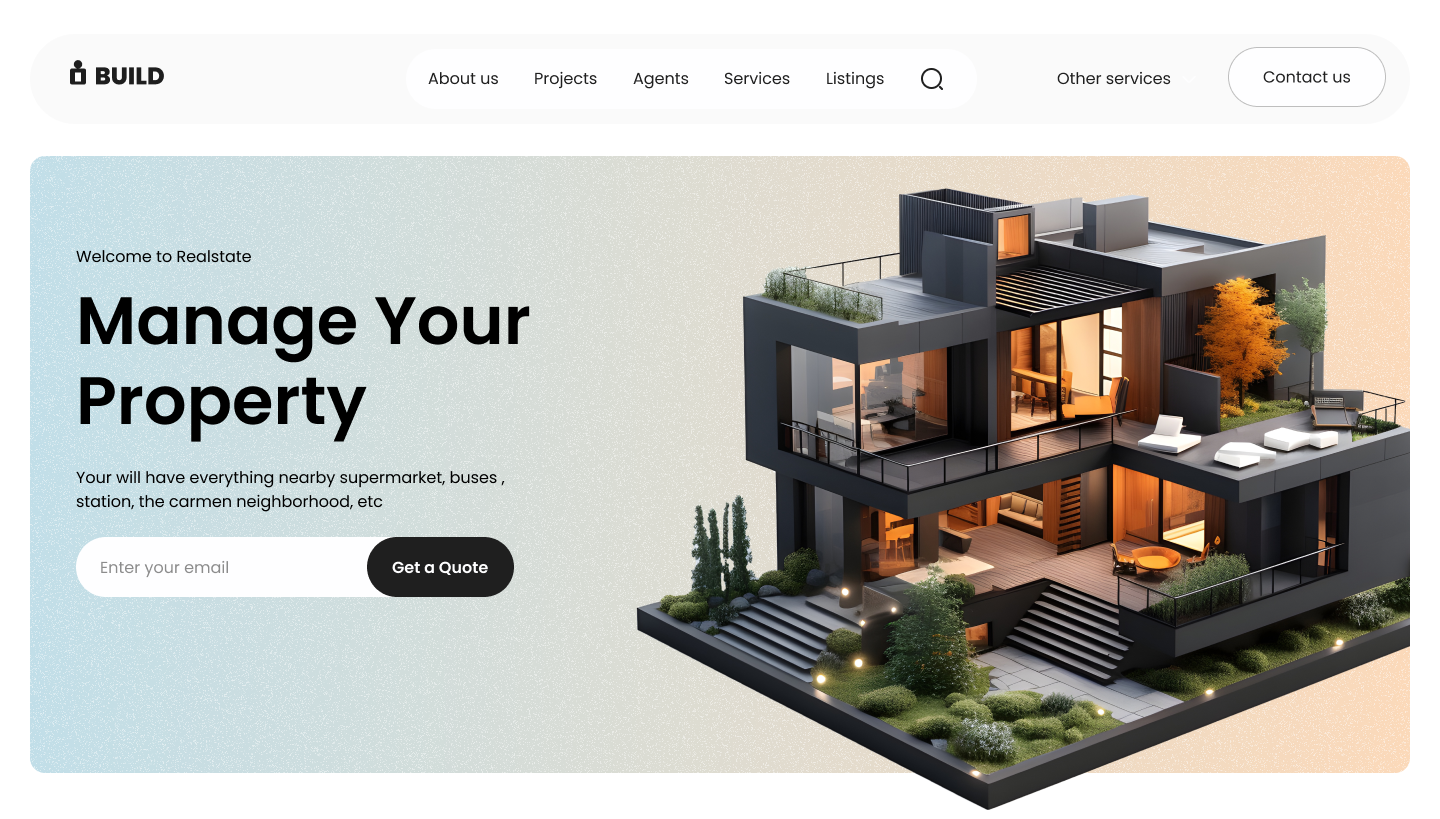 BUILD
About us
Projects
Agents
Services
Listings
Other services
Contact us
Welcome to Realstate
Manage Your
Property
Your will have everything nearby supermarket, buses ,
station, the carmen neighborhood, etc
Enter your email
Get a Quote